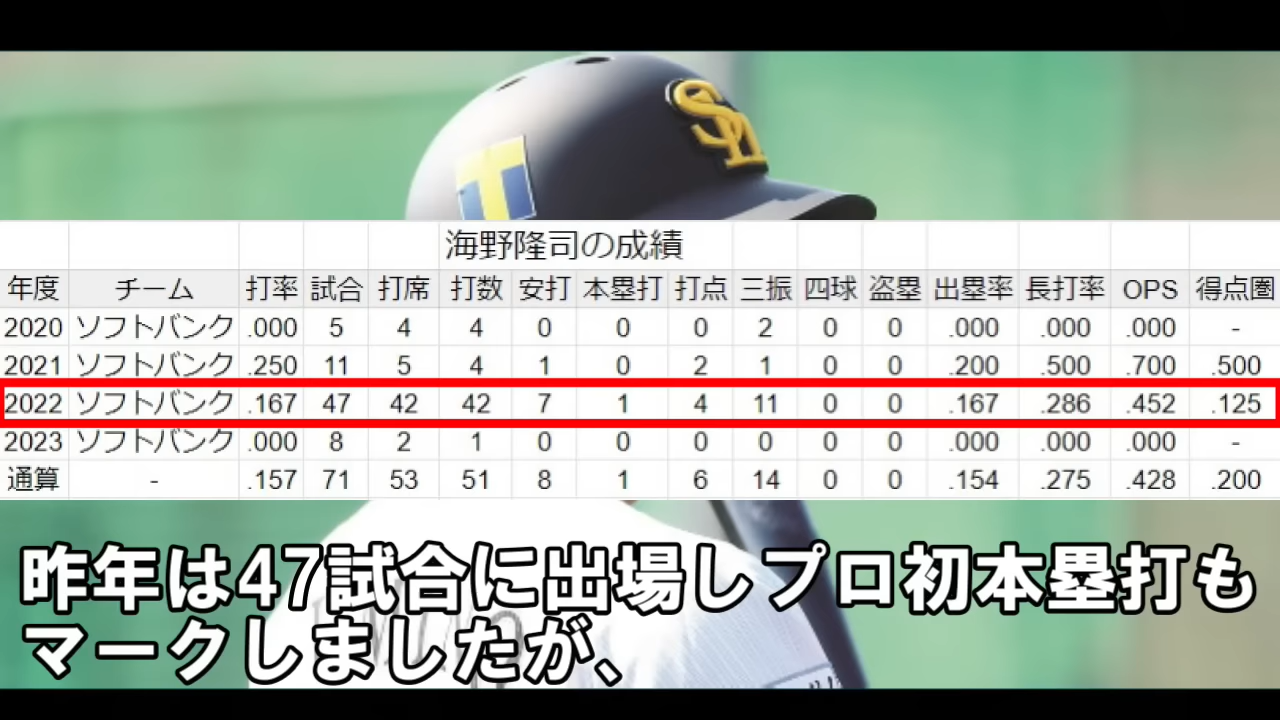 SH
海野隆司の成績
年度 チーム 打率 試合 打席 打数 安打 本塁打 打点 三振 四球 盗塁 出塁率 長打率 OPS 得点圏
2020 ソフトバンク .000 5 4 4 0 0 0 2 0 0 .000 .000 .000 -
2021 ソフトバンク .250 11 5 4 1 0 2 1 0 0 .200 .500 .700 .500
2022 ソフトバンク .167 47 42 42 7 1 4 11 0 0 .167 .286 .452 .125
2023 ソフトバンク .000 8 2 1 0 0 0 0 0 0 .000 .000 .000 -
通算 - .157 71 53 51 8 1 6 14 0 0 .154 .275 .428 .200
昨年は47試合に出場しプロ初本塁打も
マークしましたが、